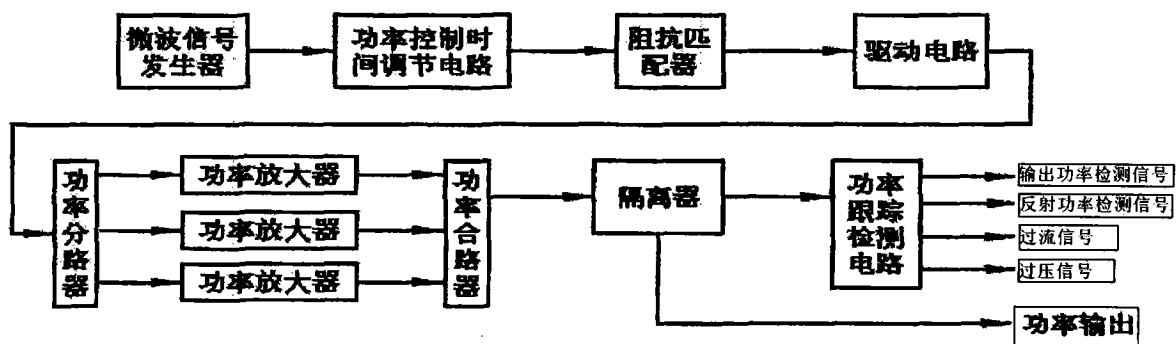 微波信号
发生器
功率控制时
间调节电路
阻抗匹
配器
驱动电路
功率分路器
功率放大器
功率放大器
功率放大器
功率合路器
隔离器
功率
跟踪
检测
电路
输出功率检测信号
反射功率检测信号
过流信号
过压信号
功率输出